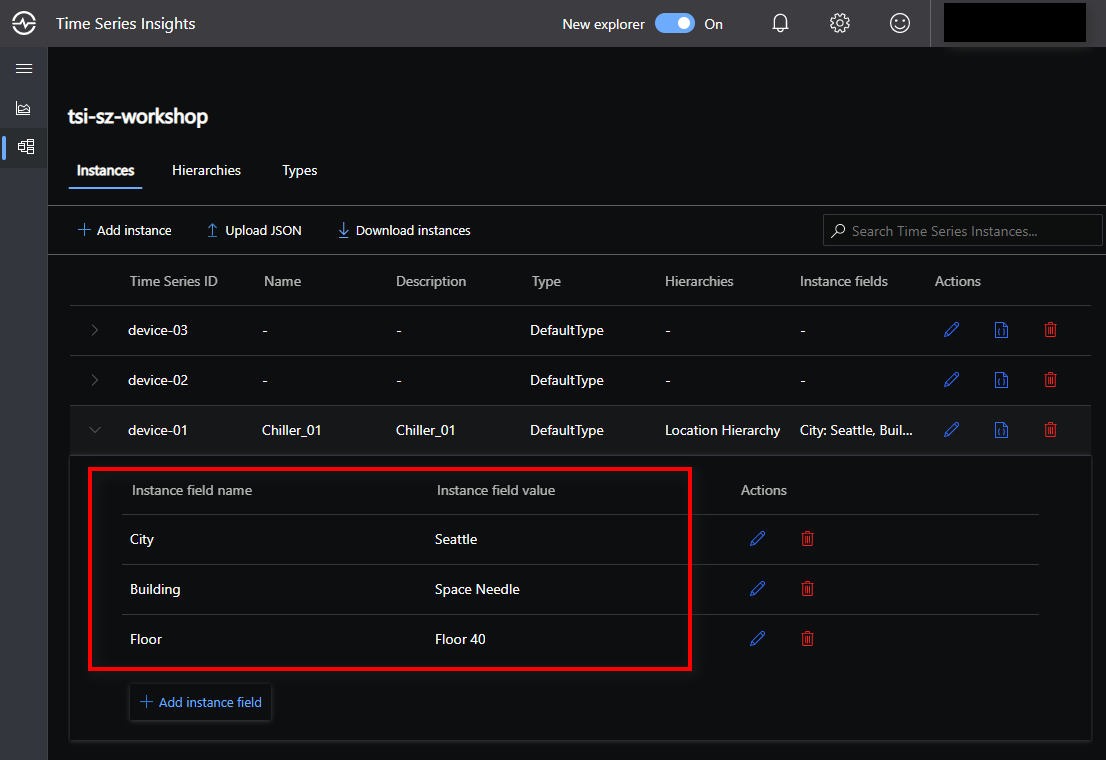 Time Series Insights New explorer On
tsi-sz-workshop
Instances Hierarchies Types
Add instance Upload JSON Download instances Search Time Series Instances...
Time Series ID Name Description Type Hierarchies Instance fields Actions
device-03 - - DefaultType - -
device-02 - - DefaultType - -
device-01 Chiller_01 Chiller_01 DefaultType Location Hierarchy City: Seattle, Buil...
Instance field name Instance field value Actions
City Seattle
Building Space Needle
Floor Floor 40
Add instance field